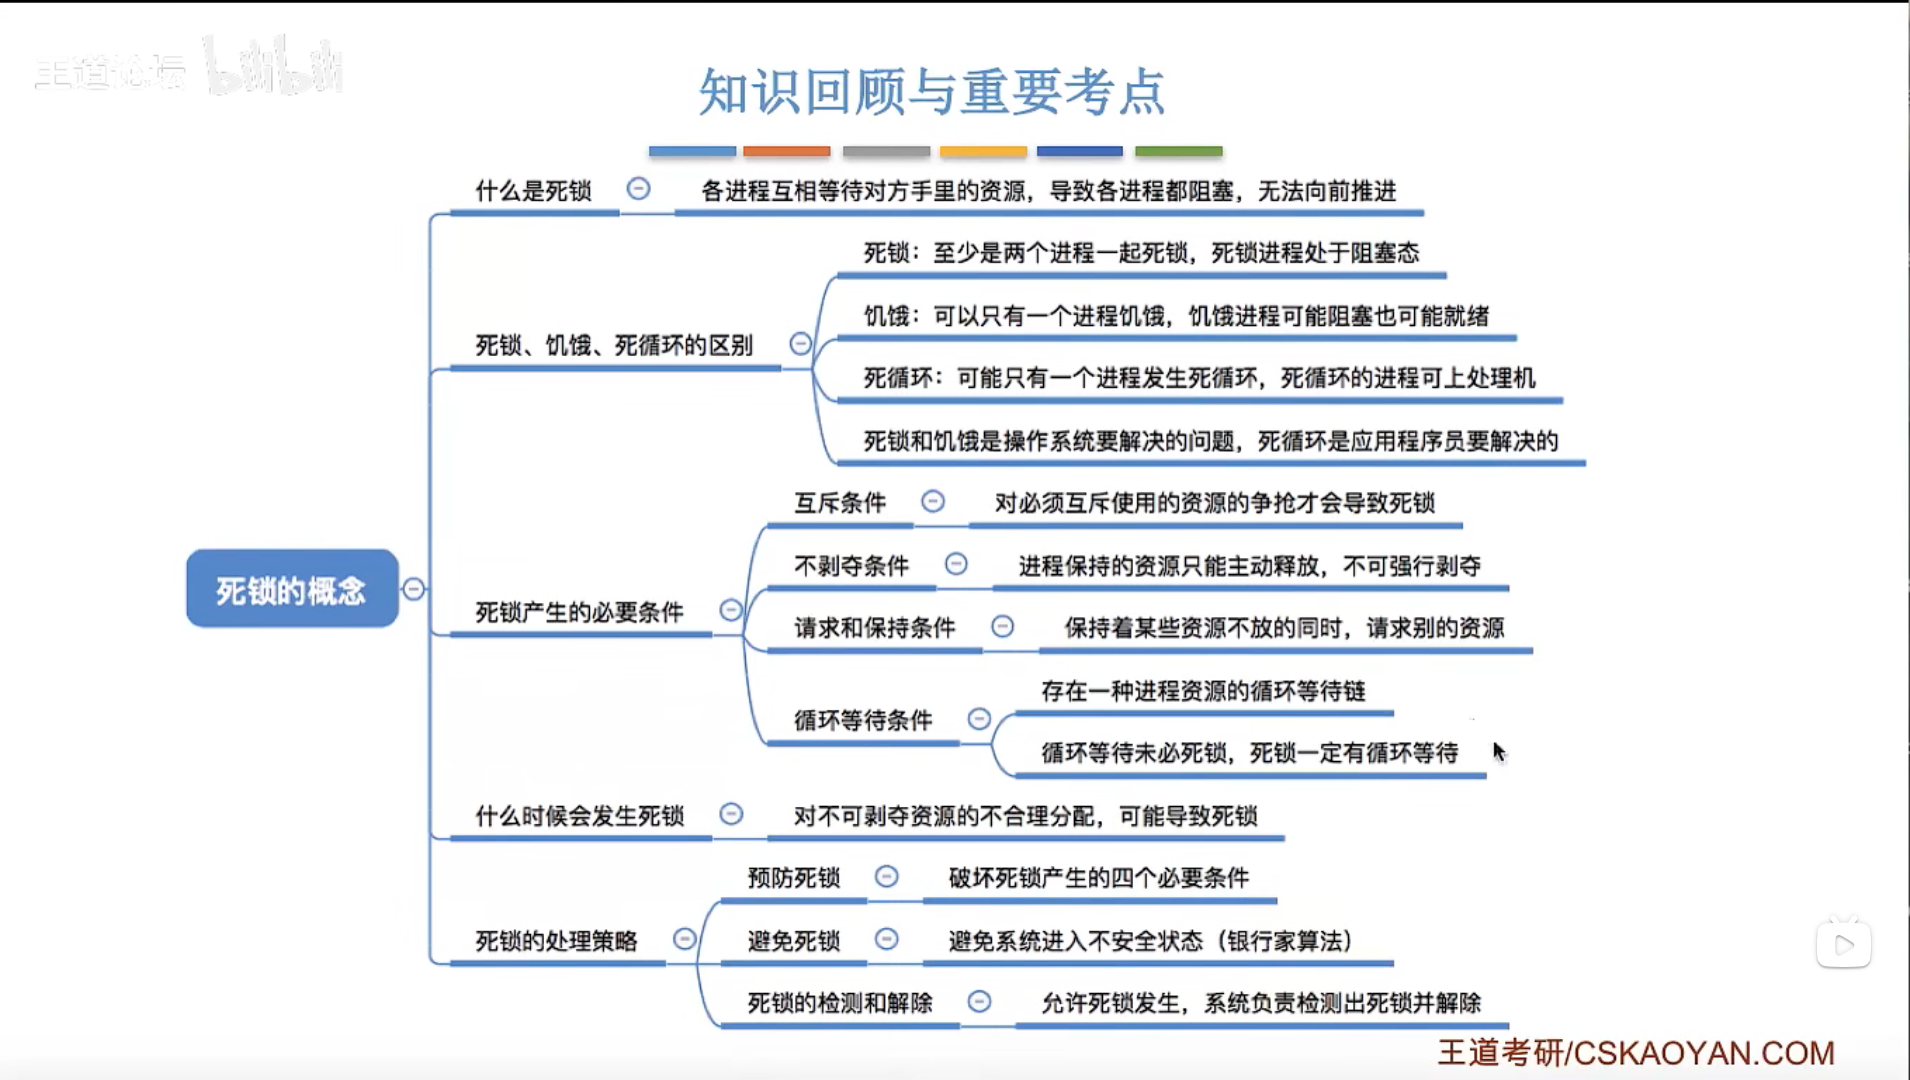 王道论坛 bilibili
知识回顾与重要考点
什么是死锁
各进程互相等待对方手里的资源，导致各进程都阻塞，无法向前推进
死锁、饥饿、死循环的区别
死锁：至少是两个进程一起死锁，死锁进程处于阻塞态
饥饿：可以只有一个进程饥饿，饥饿进程可能阻塞也可能就绪
死循环：可能只有一个进程发生死循环，死循环的进程可上处理机
死锁和饥饿是操作系统要解决的问题，死循环是应用程序员要解决的
死锁的概念
死锁产生的必要条件
互斥条件
对必须互斥使用的资源的争抢才会导致死锁
不剥夺条件
进程保持的资源只能主动释放，不可强行剥夺
请求和保持条件
保持着某些资源不放的同时，请求别的资源
循环等待条件
存在一种进程资源的循环等待链
循环等待未必死锁，死锁一定有循环等待
什么时候会发生死锁
对不可剥夺资源的不合理分配，可能导致死锁
死锁的处理策略
预防死锁
破坏死锁产生的四个必要条件
避免死锁
避免系统进入不安全状态（银行家算法）
死锁的检测和解除
允许死锁发生，系统负责检测出死锁并解除
王道考研/CSKAOYAN.COM